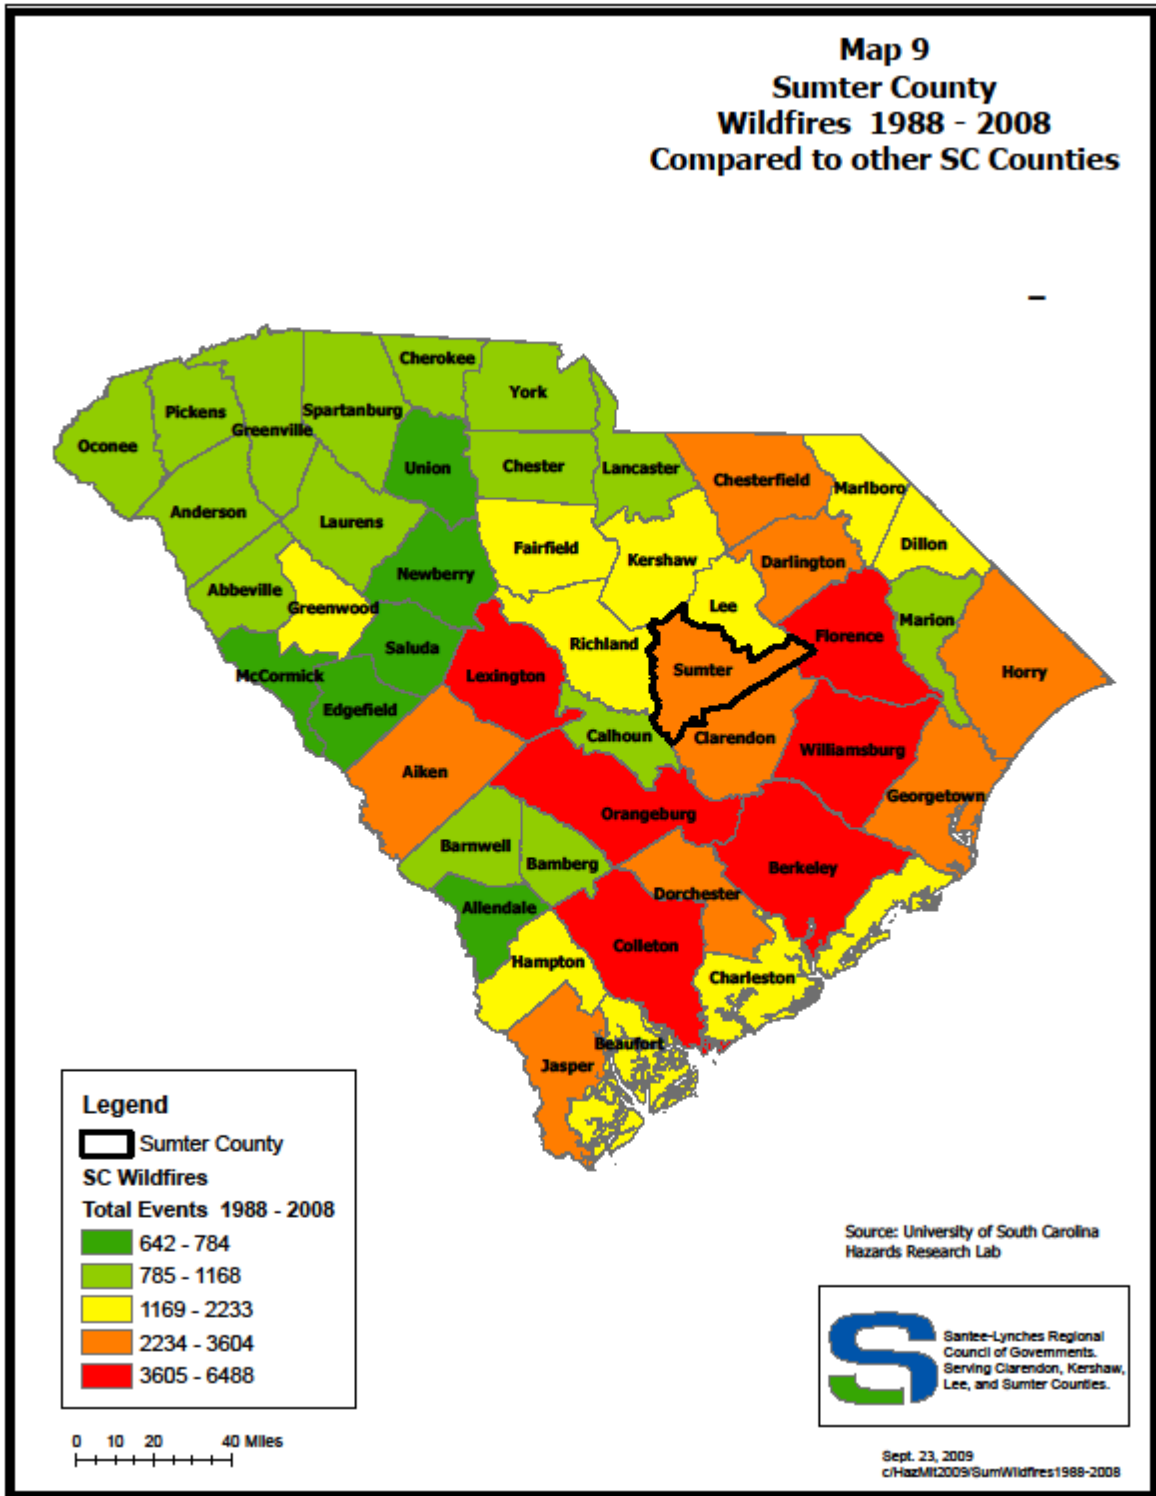 Map 9
Sumter County
Wildfires 1988 - 2008
Compared to other SC Counties
Cherokee
York
Pickens
Spartanburg
Greenville
Oconee
Union
Chester
Lancaster
Chesterfield
Marlboro
Anderson
Laurens
Fairfield
Kershaw
Darlington
Dillon
Abbeville
Newberry
Greenwood
Lee
Marion
Richland
Florence
Saluda
McCormick
Lexington
Sumter
Horry
Edgefield
Calhoun
Clarendon
Williamsburg
Aiken
Georgetown
Orangeburg
Barnwell
Bamberg
Berkeley
Dorchester
Allendale
Colleton
Hampton
Charleston
Beaufort
Jasper
Legend
Sumter County
SC Wildfires
Total Events 1988 - 2008
642 - 784
785 - 1168
1169 - 2233
2234 - 3604
3605 - 6488
0 10 20 40 Miles
Source: University of South Carolina
Hazards Research Lab
Santee-Lynches Regional
Council of Governments.
Serving Clarendon, Kershaw,
Lee, and Sumter Counties.
Sept. 23, 2009
c/HazMit2009/SumWildfires1988-2008